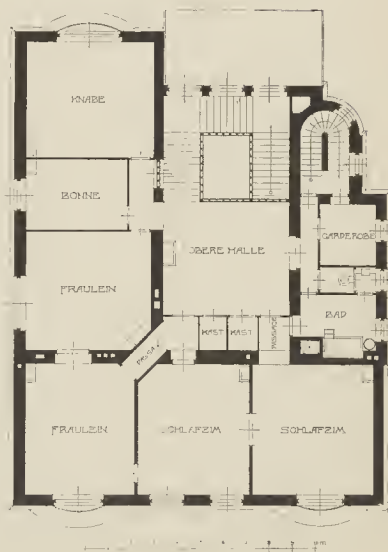 KNABE
BONNE
GARDEROBE
OBERE HALLE
FRÄULEIN
BAD
KAST KAST
PASSAGE
FRÄULEIN
SCHLAFZIM
SCHLAFZIM